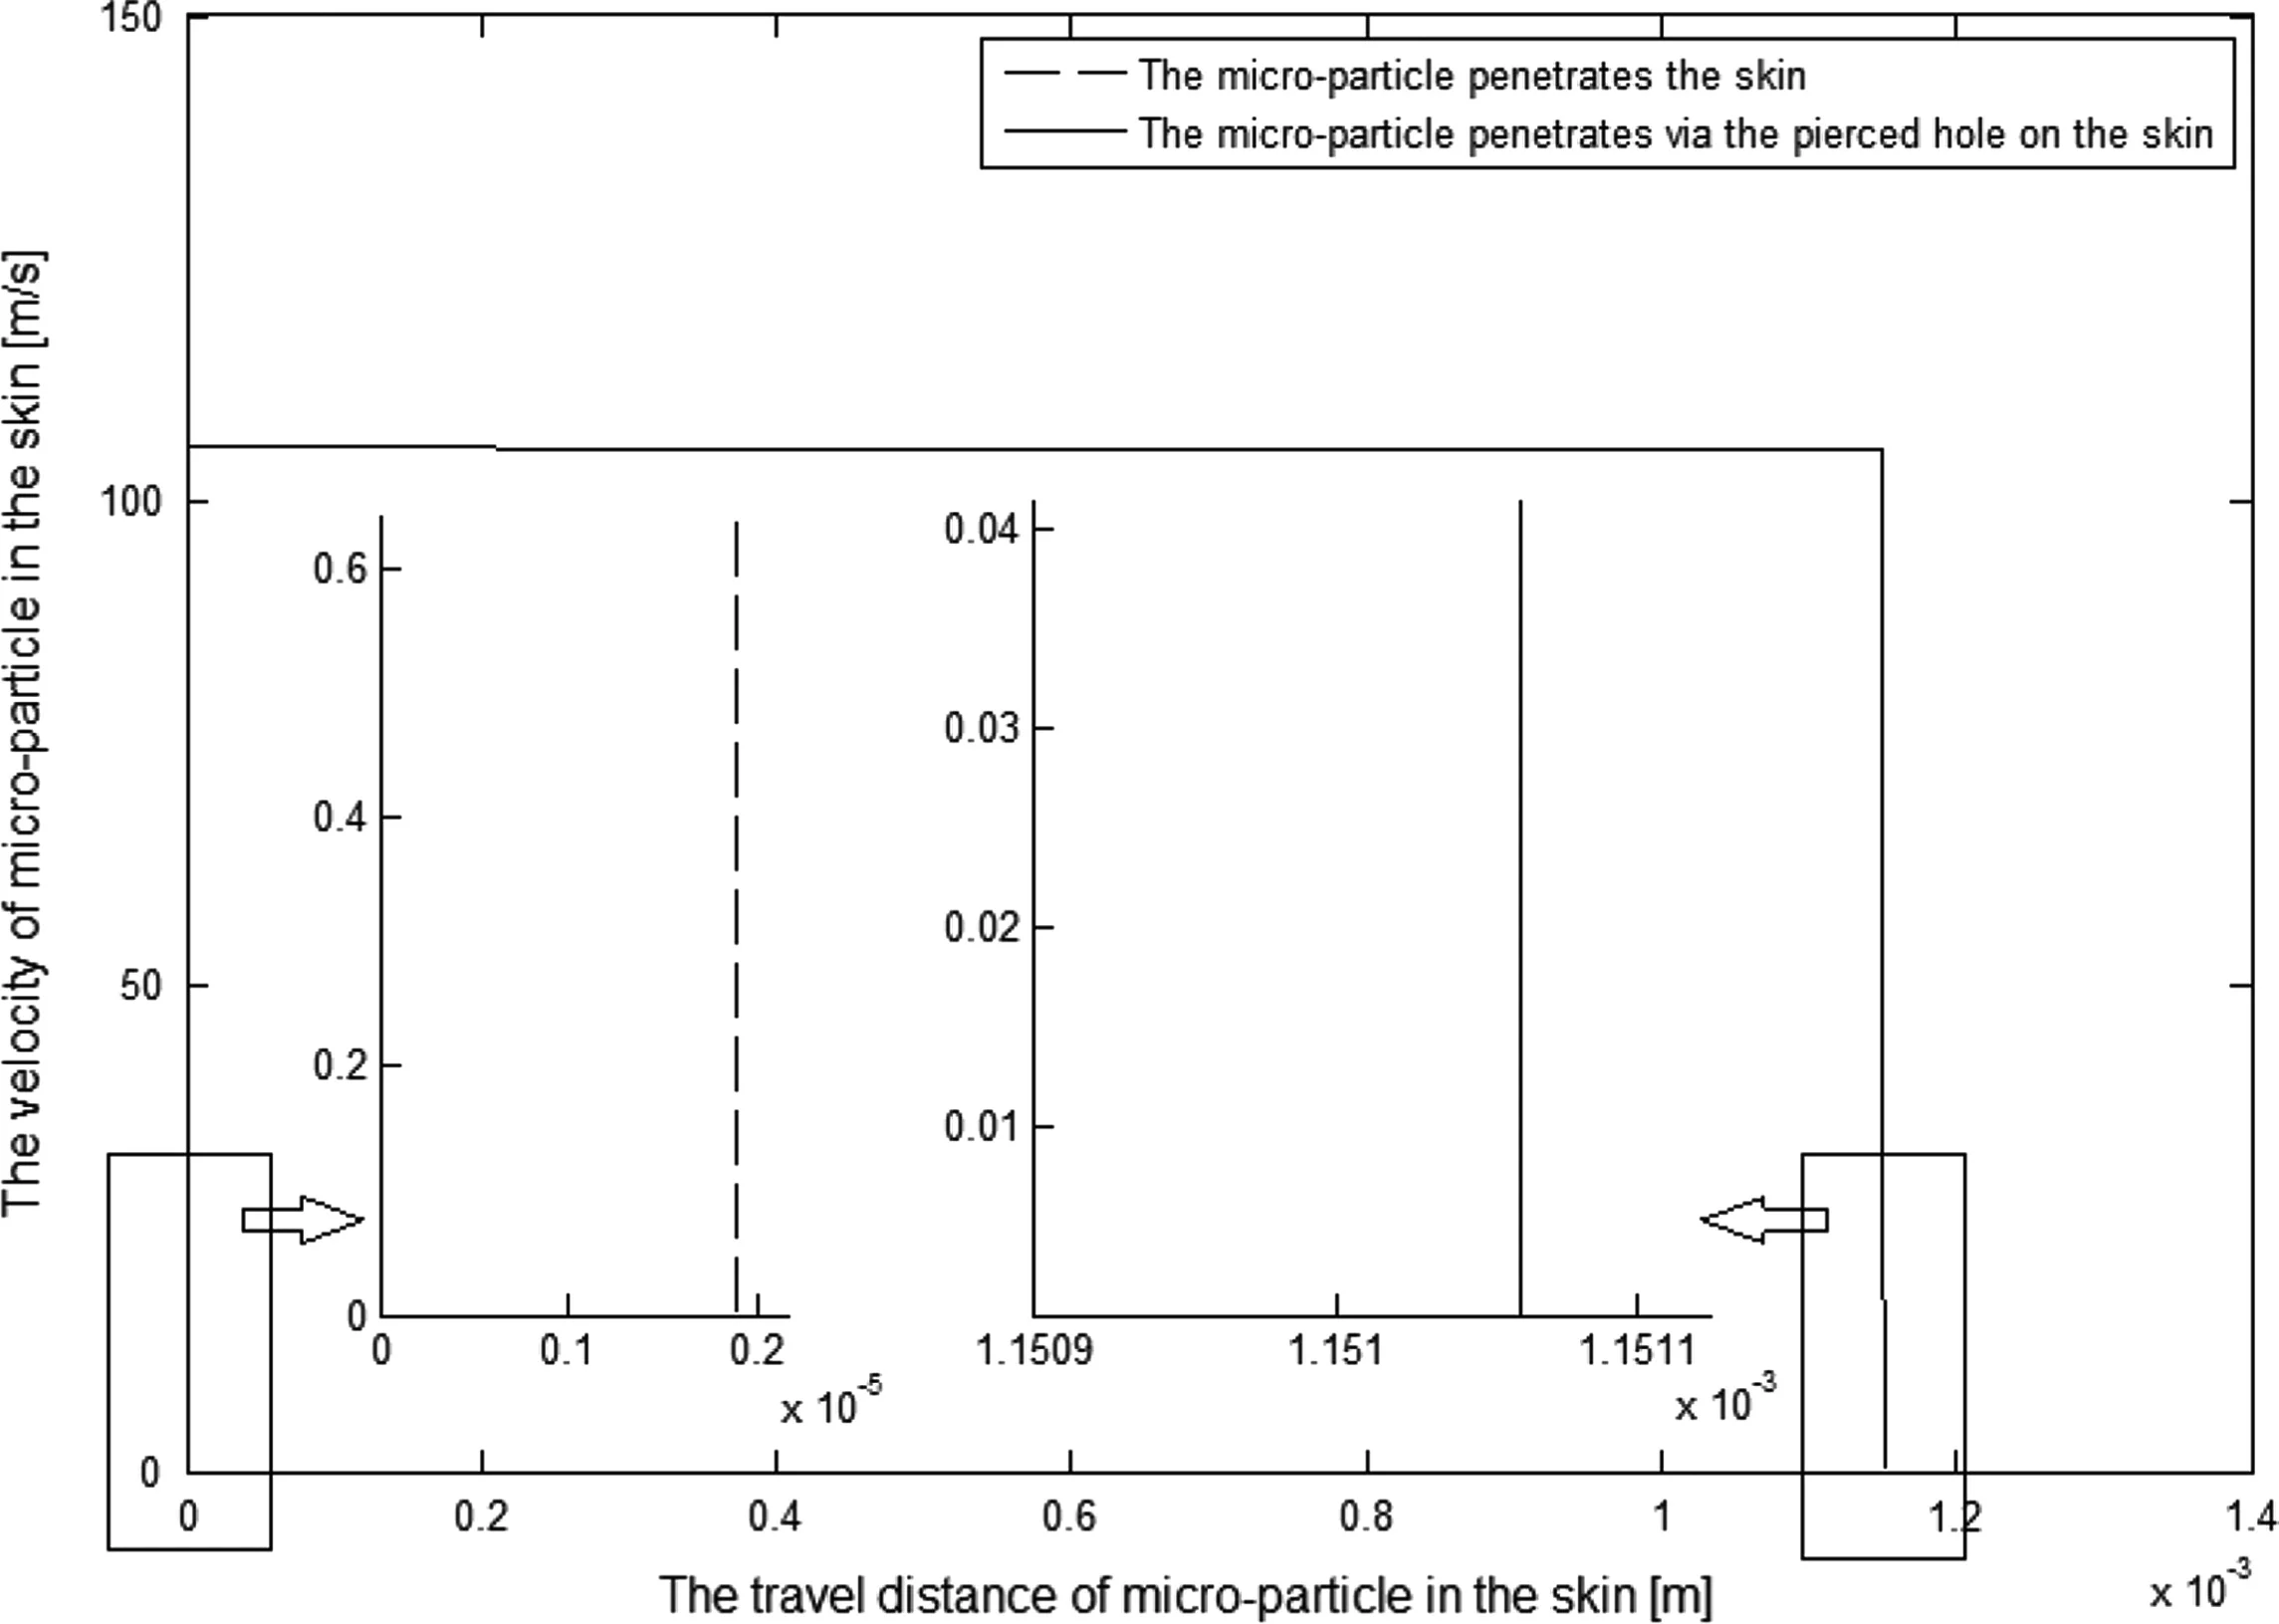 150
The micro-particle penetrates the skin
The micro-particle penetrates via the pierced hole on the skin
The velocity of micro-particle in the skin [m/s]
100
50
0
0.6
0.4
0.2
0
0 0.1 0.2
x 10-5
0.04
0.03
0.02
0.01
1.1509 1.151 1.1511
x 10-3
0 0.2 0.4 0.6 0.8 1 1.2 1.4
x 10-3
The travel distance of micro-particle in the skin [m]